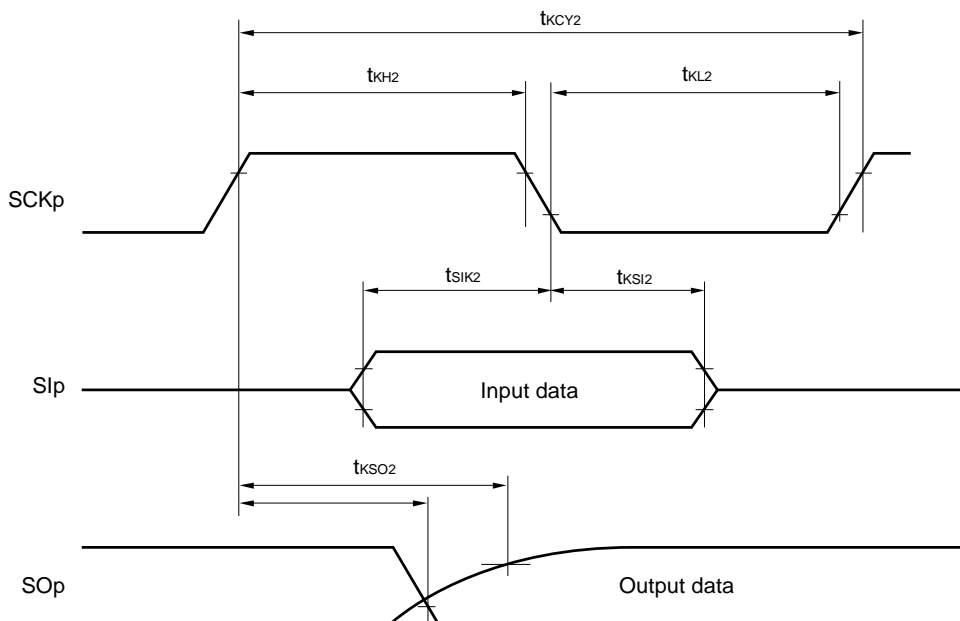 tKCY2
tKH2
tKL2
SCKp
tSIK2
tKSI2
SIp
Input data
tKSO2
SOp
Output data